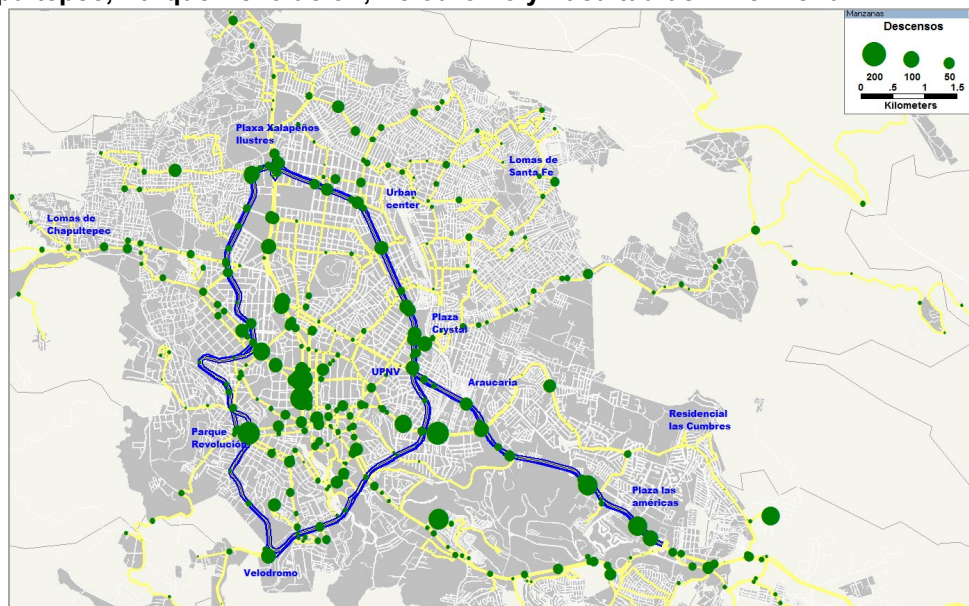 Manzanas
Descensos
200 100 50
0 .5 1 1.5
Kilometers
Plaxa Xalapeños
Ilustres
Lomas de
Santa Fe
Urban
center
Lomas de
Chapultepec
Plaza
Crystal
UPNV
Araucaria
Residencial
las Cumbres
Parque
Revolución
Plaza las
américas
Velodromo